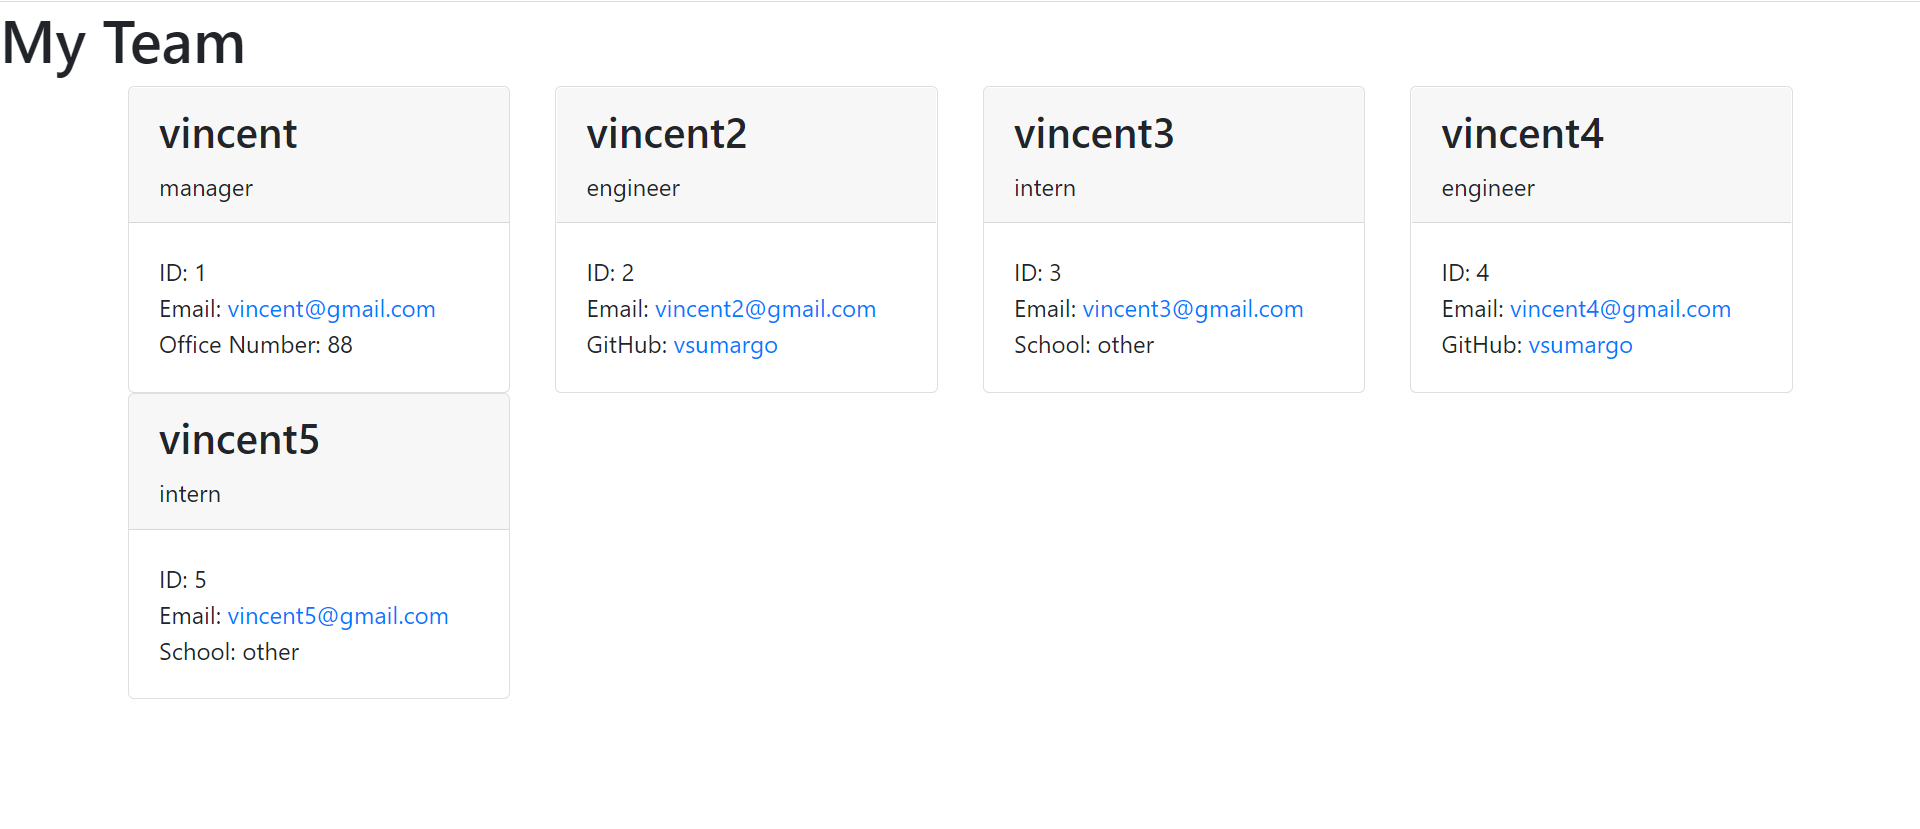 My Team
vincent
manager
ID: 1
Email: vincent@gmail.com
Office Number: 88
vincent2
engineer
ID: 2
Email: vincent2@gmail.com
GitHub: vsumargo
vincent3
intern
ID: 3
Email: vincent3@gmail.com
School: other
vincent4
engineer
ID: 4
Email: vincent4@gmail.com
GitHub: vsumargo
vincent5
intern
ID: 5
Email: vincent5@gmail.com
School: other